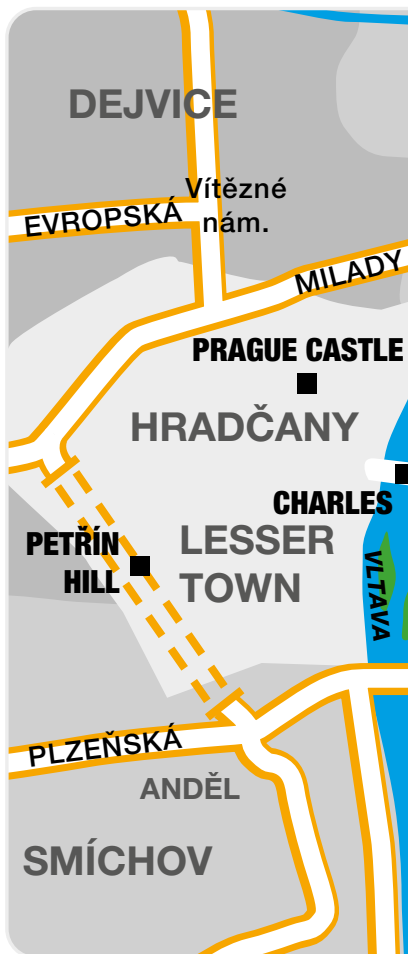 DEJVICE
Vítězné
nám.
EVROPSKÁ
MILADY
PRAGUE CASTLE
HRADČANY
CHARLES
PETŘÍN
HILL
LESSER
TOWN
VLTAVA
PLZEŇSKÁ
ANDĚL
SMÍCHOV